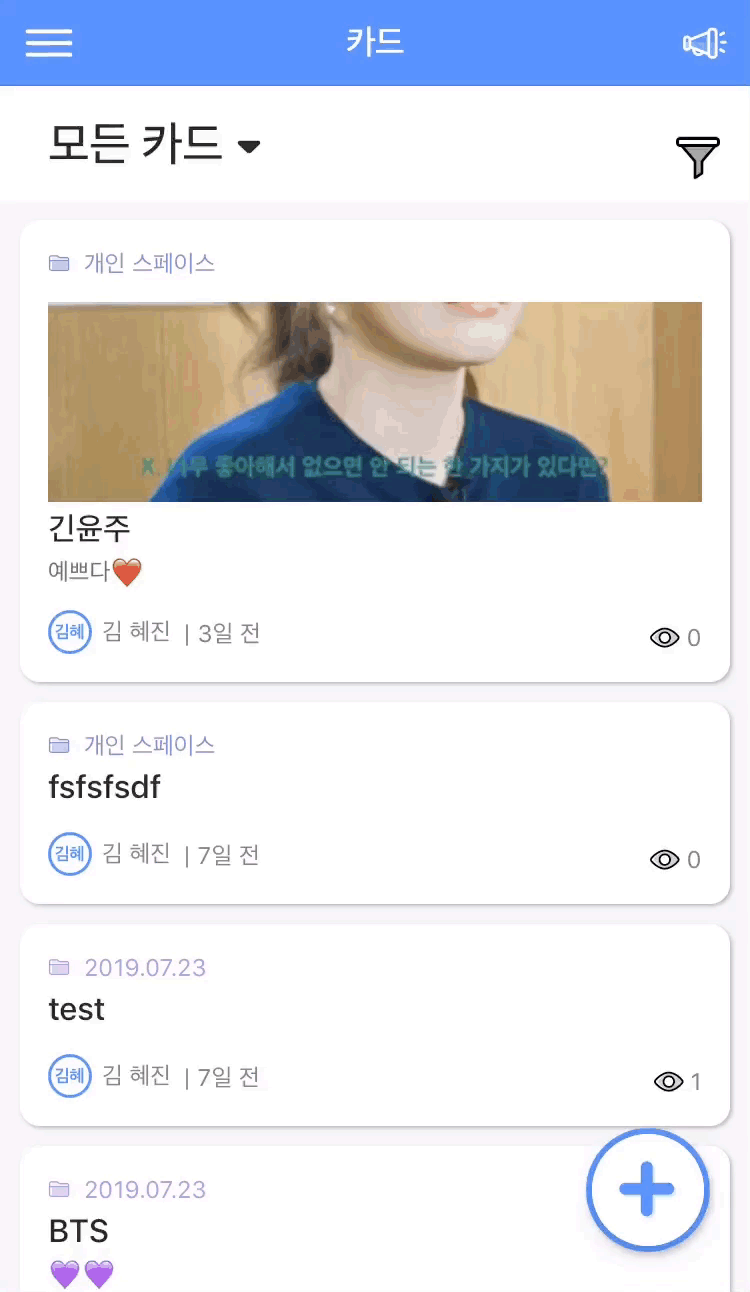 카드
모든 카드
개인 스페이스
X. 너무 좋아해서 없으면 안 되는 한 가지가 있다면?
긴윤주
예쁘다❤️
김혜 김 혜진 | 3일 전 0
개인 스페이스
fsfsfsdf
김혜 김 혜진 | 7일 전 0
2019.07.23
test
김혜 김 혜진 | 7일 전 1
2019.07.23
BTS
💜💜